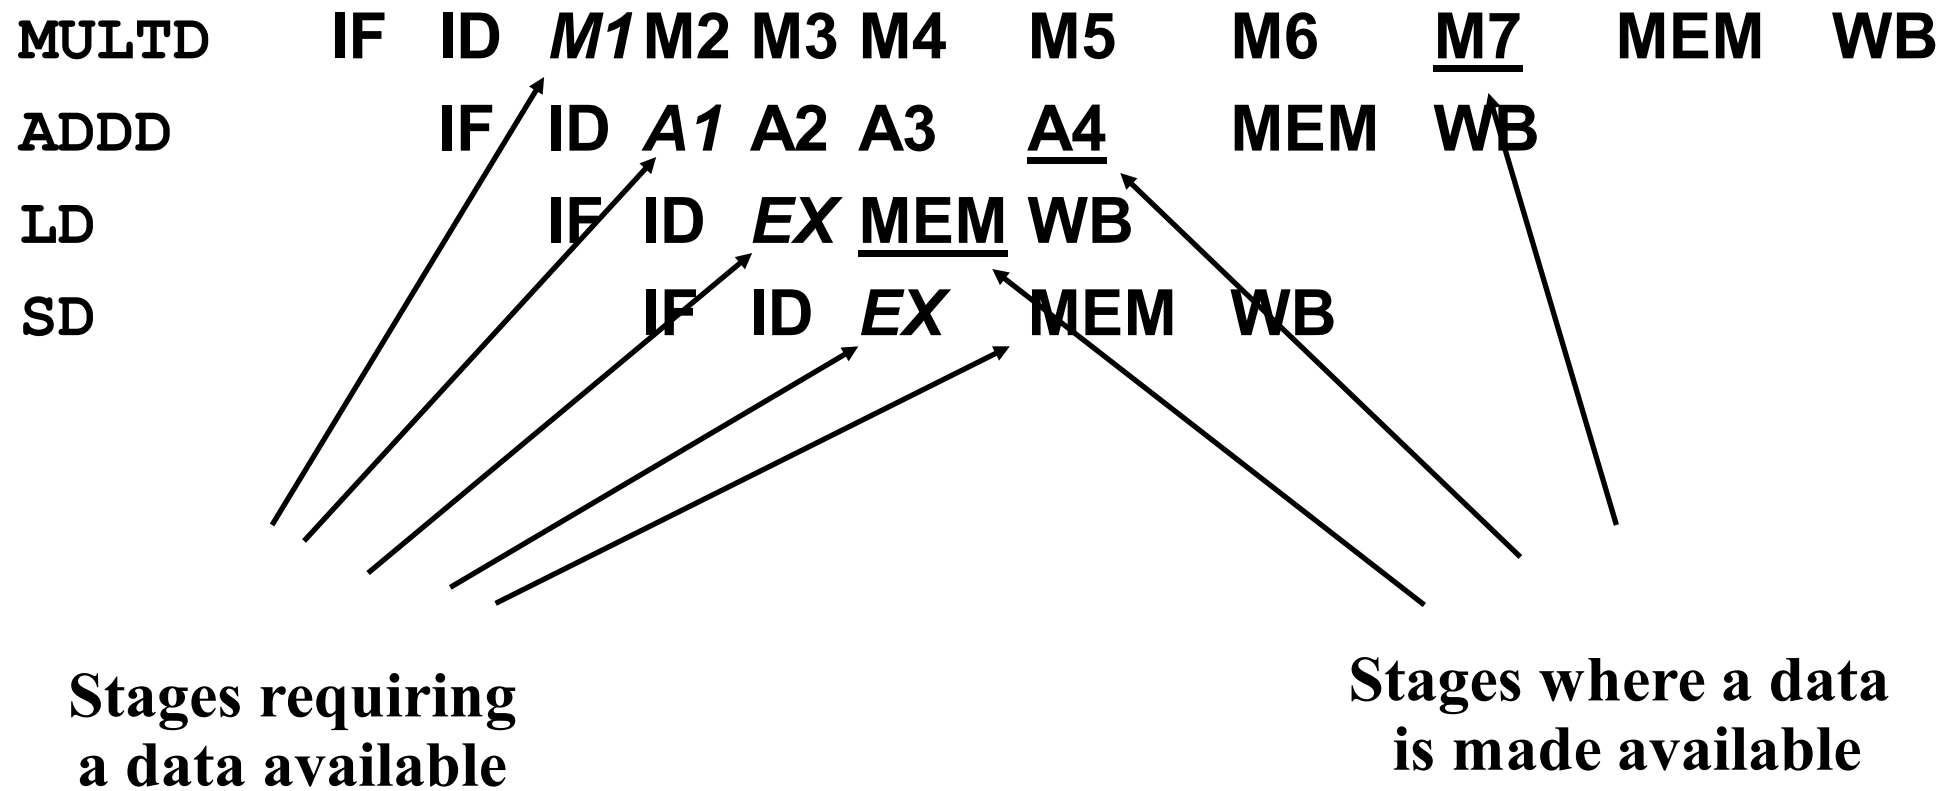 MULTD IF ID M1 M2 M3 M4 M5 M6 M7 MEM WB
ADDD IF ID A1 A2 A3 A4 MEM WB
LD IF ID EX MEM WB
SD IF ID EX MEM WB
Stages requiring
a data available
Stages where a data
is made available